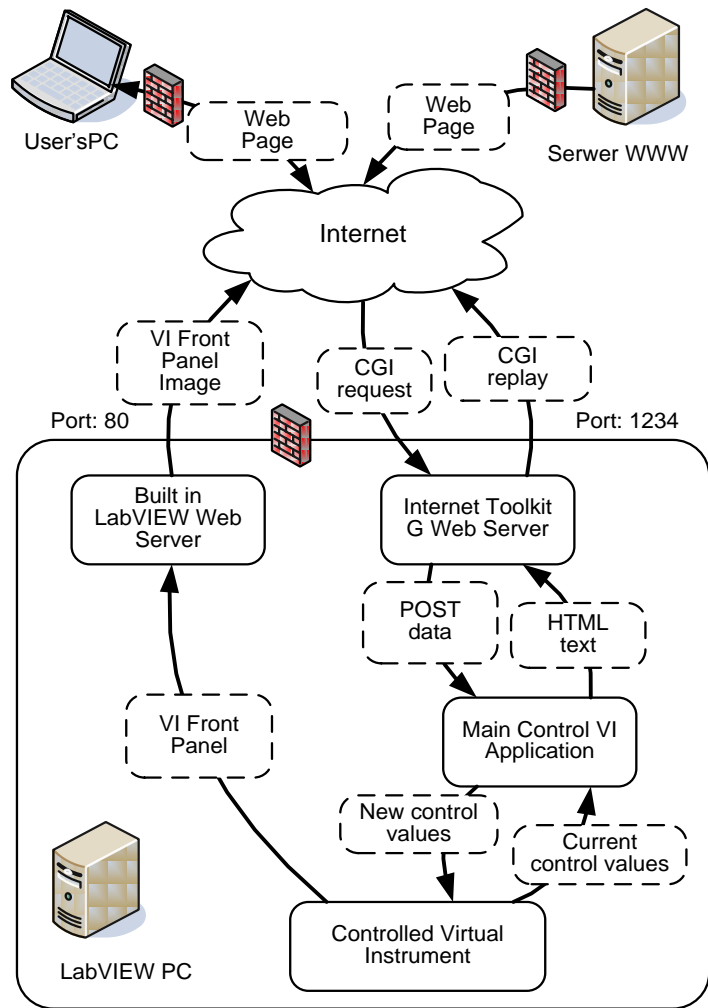 User'sPC
Web
Page
Web
Page
Serwer WWW
Internet
VI Front
Panel
Image
CGI
request
CGI
replay
Port: 80
Port: 1234
Built in
LabVIEW Web
Server
Internet Toolkit
G Web Server
POST
data
HTML
text
VI Front
Panel
Main Control VI
Application
New control
values
Current
control values
Controlled Virtual
Instrument
LabVIEW PC